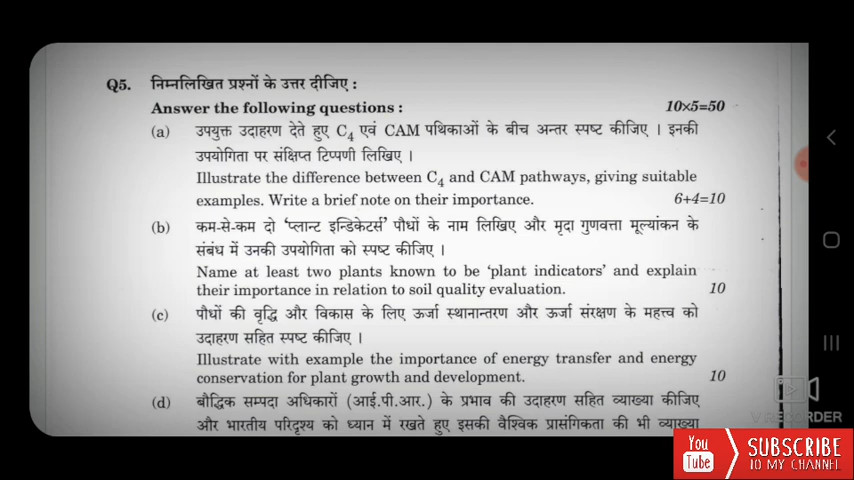 Q5. निम्नलिखित प्रश्नों के उत्तर दीजिए :
Answer the following questions : 10×5=50
(a) उपयुक्त उदाहरण देते हुए C₄ एवं CAM पथिकाओं के बीच अन्तर स्पष्ट कीजिए । इनकी
उपयोगिता पर संक्षिप्त टिप्पणी लिखिए ।
Illustrate the difference between C₄ and CAM pathways, giving suitable
examples. Write a brief note on their importance. 6+4=10
(b) कम-से-कम दो 'प्लान्ट इन्डिकेटर्स' पौधों के नाम लिखिए और मृदा गुणवत्ता मूल्यांकन के
संबंध में उनकी उपयोगिता को स्पष्ट कीजिए ।
Name at least two plants known to be 'plant indicators' and explain
their importance in relation to soil quality evaluation. 10
(c) पौधों की वृद्धि और विकास के लिए ऊर्जा स्थानान्तरण और ऊर्जा संरक्षण के महत्त्व को
उदाहरण सहित स्पष्ट कीजिए ।
Illustrate with example the importance of energy transfer and energy
conservation for plant growth and development. 10
(d) बौद्धिक सम्पदा अधिकारों (आई.पी.आर.) के प्रभाव की उदाहरण सहित व्याख्या कीजिए
और भारतीय परिदृश्य को ध्यान में रखते हुए इसकी वैश्विक प्रासंगिकता की भी व्याख्या
V RECORDER
You
Tube
SUBSCRIBE
TO MY CHANNEL